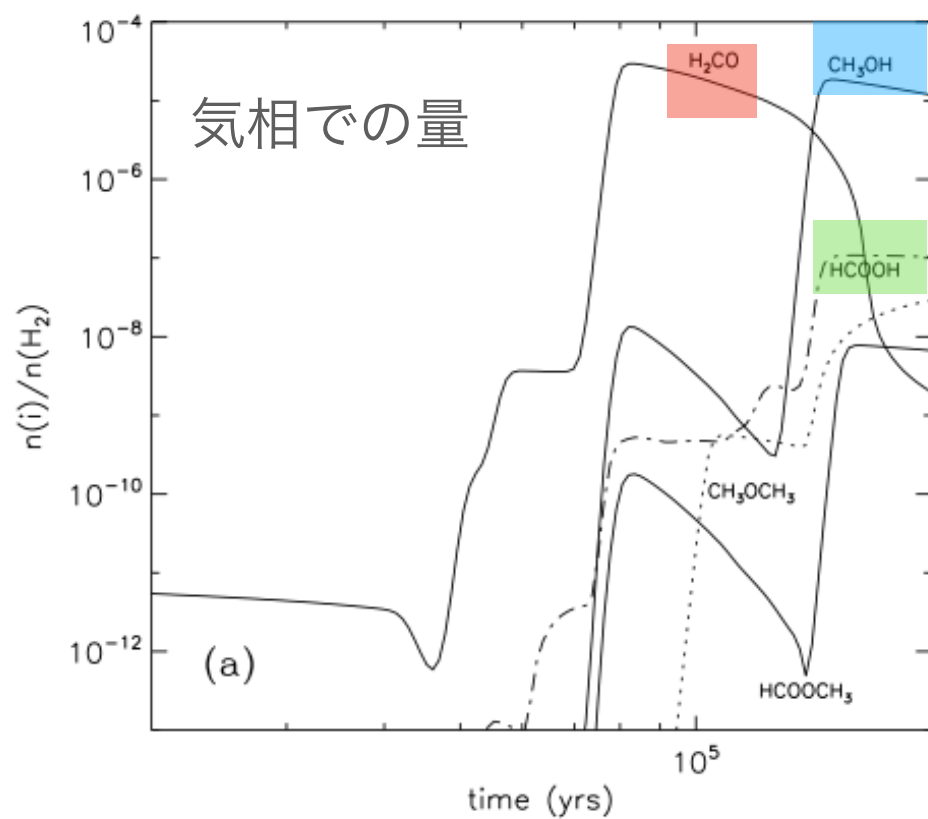 10⁻⁴
H₂CO
CH₃OH
気相での量
10⁻⁶
HCOOH
10⁻⁸
n(i)/n(H₂)
10⁻¹⁰
CH₃OCH₃
10⁻¹²
(a)
HCOOCH₃
10⁵
time (yrs)